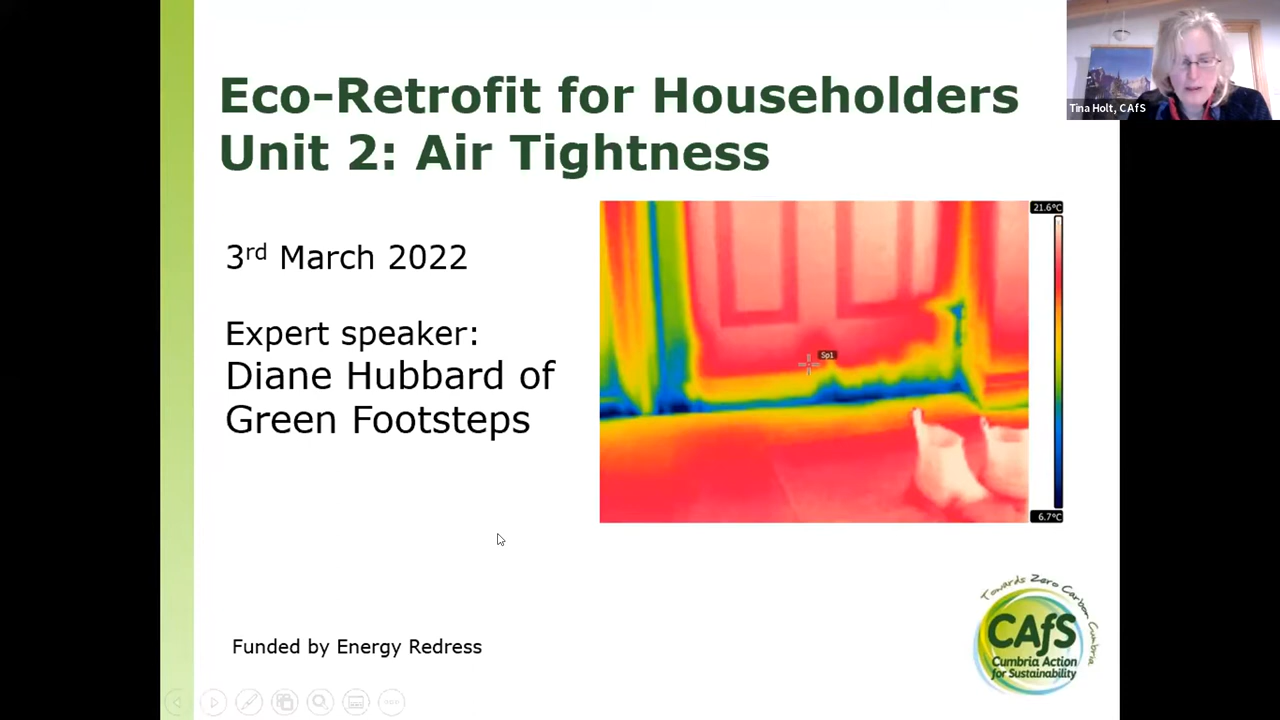 Eco-Retrofit for Householders
Unit 2: Air Tightness
Tina Holt, CAfS
3rd March 2022
Expert speaker:
Diane Hubbard of
Green Footsteps
21.6°C
Sp1
6.7°C
Towards Zero Carbon Cumbria
CAfS
Cumbria Action
for Sustainability
Funded by Energy Redress